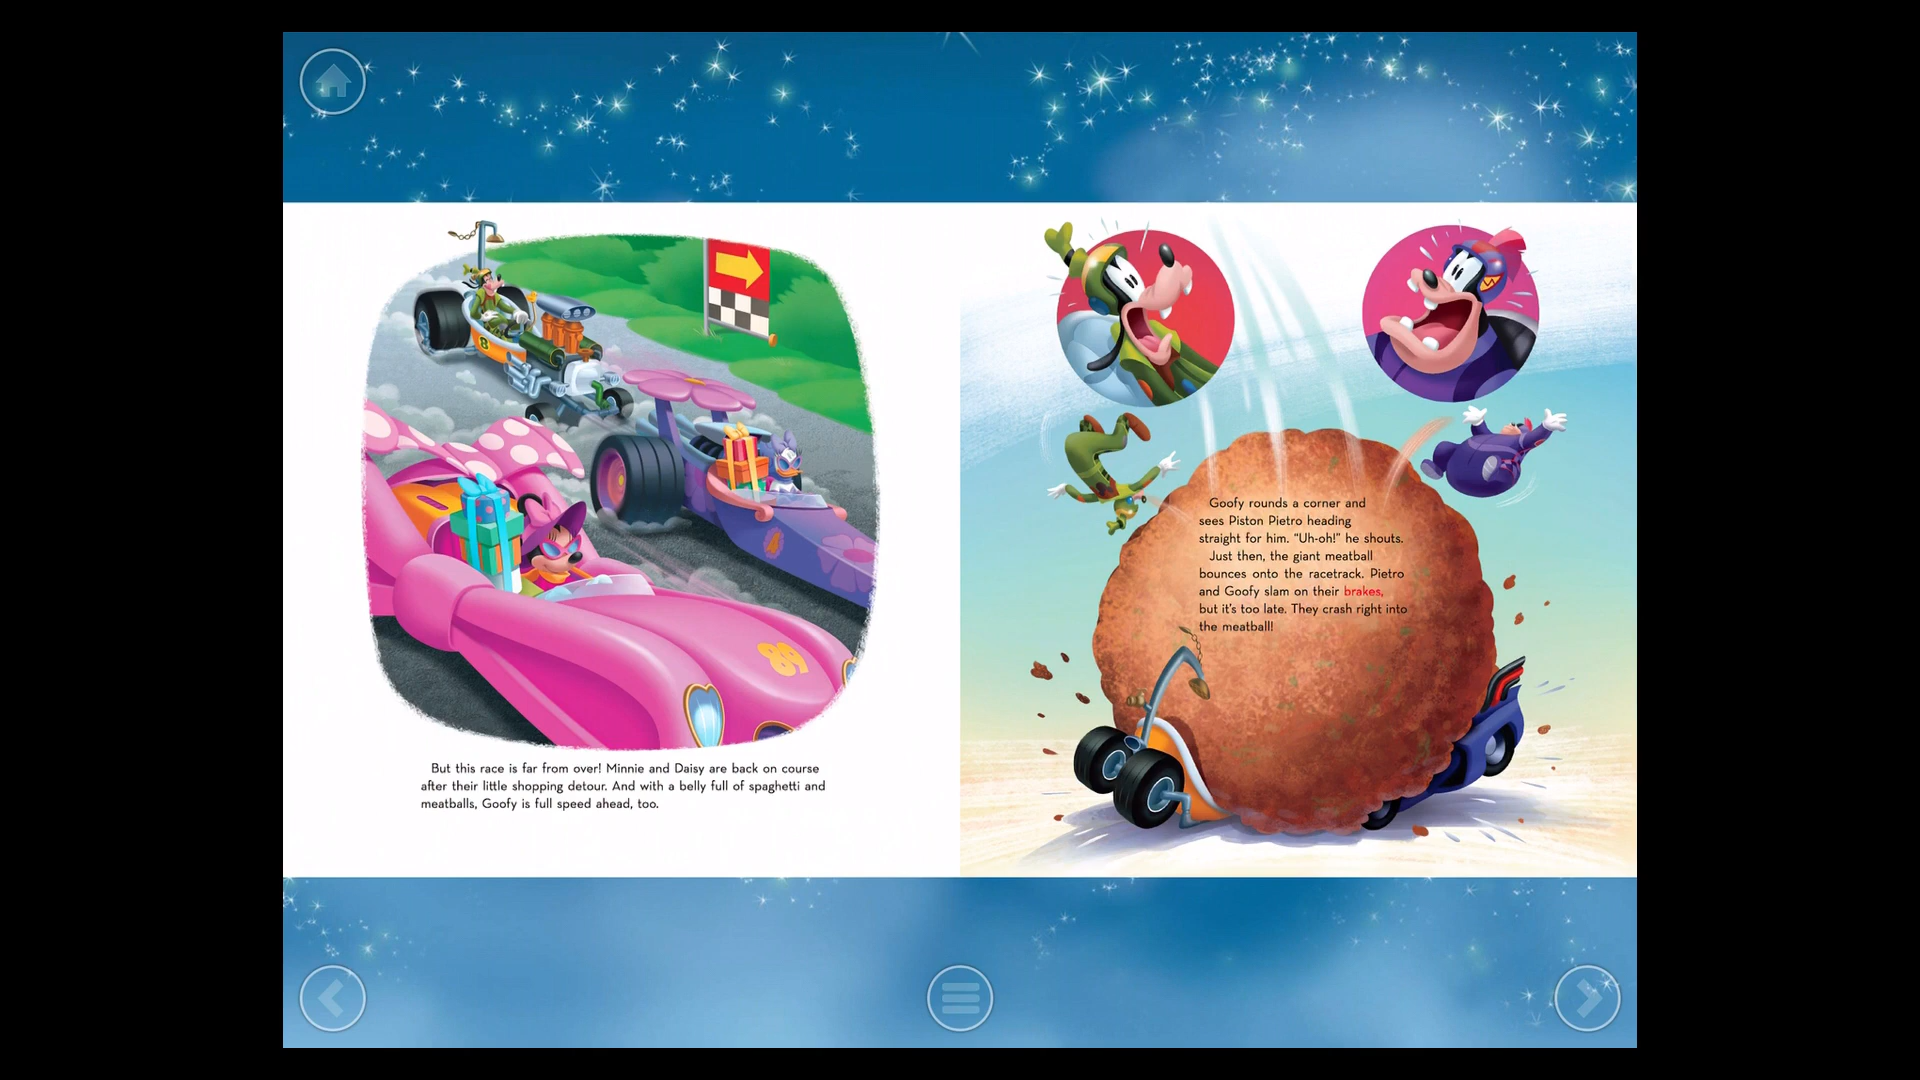 8
4
89
But this race is far from over! Minnie and Daisy are back on course
after their little shopping detour. And with a belly full of spaghetti and
meatballs, Goofy is full speed ahead, too.
Goofy rounds a corner and
sees Piston Pietro heading
straight for him. “Uh-oh!” he shouts.
Just then, the giant meatball
bounces onto the racetrack. Pietro
and Goofy slam on their brakes,
but it’s too late. They crash right into
the meatball!